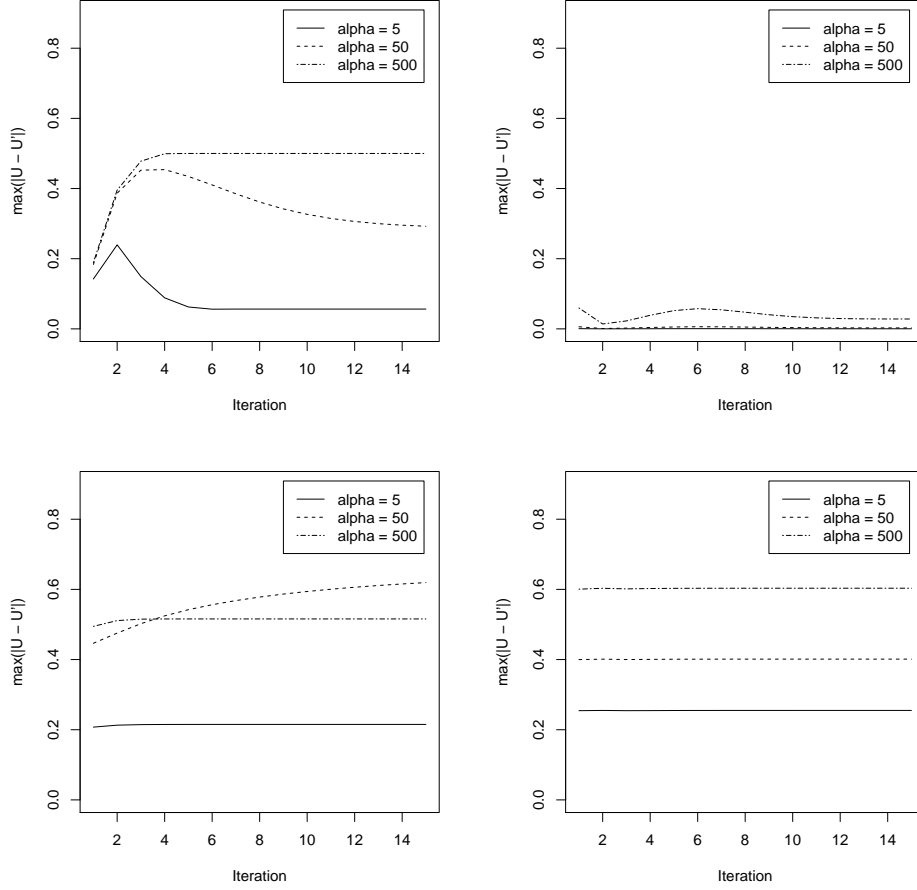 alpha = 5
alpha = 50
alpha = 500
max(|U − U'|)
0.0
0.2
0.4
0.6
0.8
2
4
6
8
10
12
14
Iteration
alpha = 5
alpha = 50
alpha = 500
max(|U − U'|)
0.0
0.2
0.4
0.6
0.8
2
4
6
8
10
12
14
Iteration
alpha = 5
alpha = 50
alpha = 500
max(|U − U'|)
0.0
0.2
0.4
0.6
0.8
2
4
6
8
10
12
14
Iteration
alpha = 5
alpha = 50
alpha = 500
max(|U − U'|)
0.0
0.2
0.4
0.6
0.8
2
4
6
8
10
12
14
Iteration